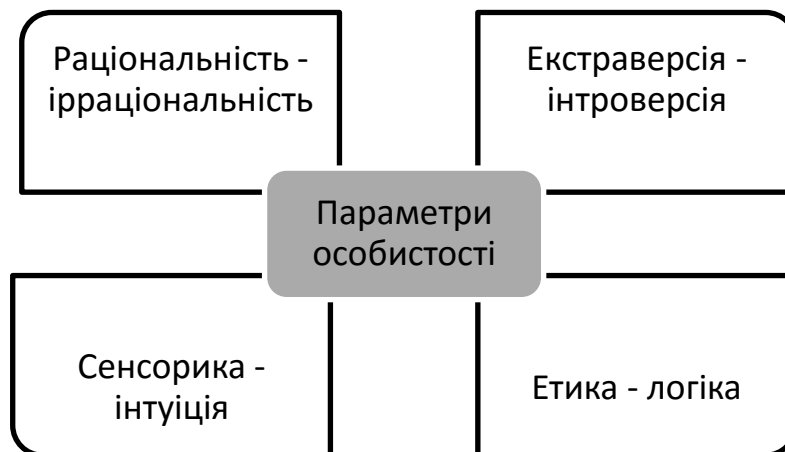 Раціональність -
ірраціональність
Екстраверсія -
інтроверсія
Параметри
особистості
Сенсорика -
інтуіція
Етика - логіка